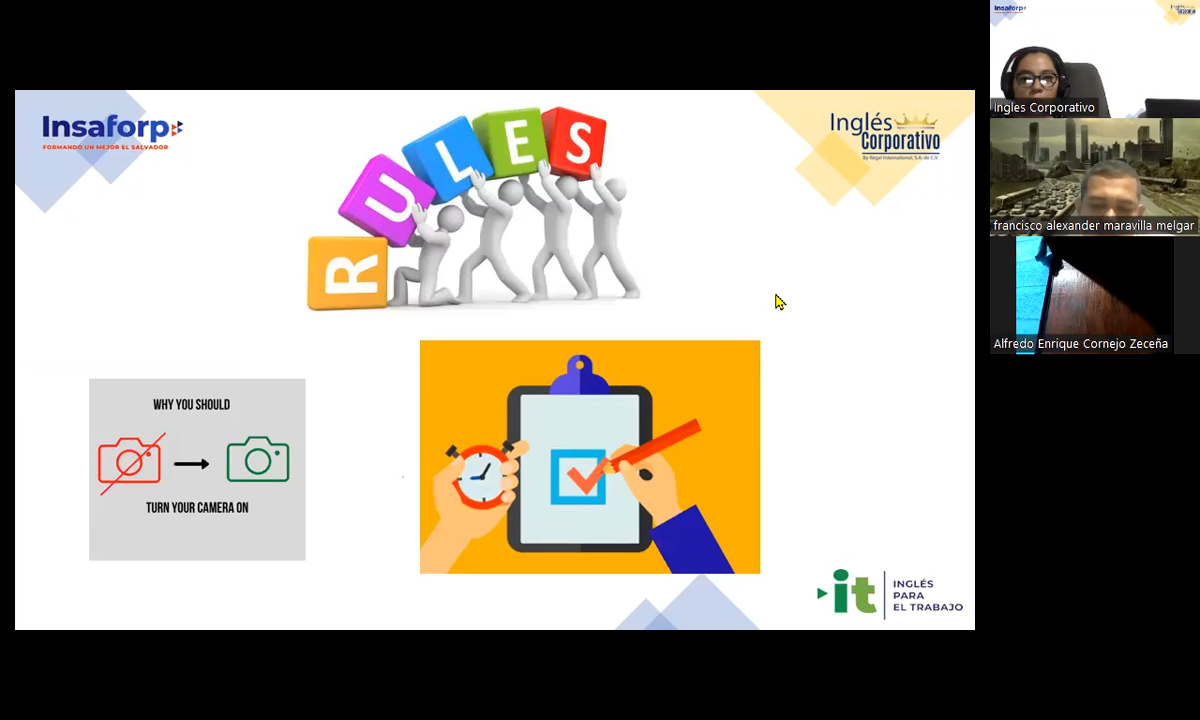 Insaforp
FORMANDO UN MEJOR EL SALVADOR
RULES
Inglés
Corporativo
By Regal International, S.A. de C.V.
WHY YOU SHOULD
TURN YOUR CAMERA ON
it
INGLÉS
PARA
EL TRABAJO
Insaforp
Ingles Corporativo
francisco alexander maravilla melgar
Alfredo Enrique Cornejo Zeceña